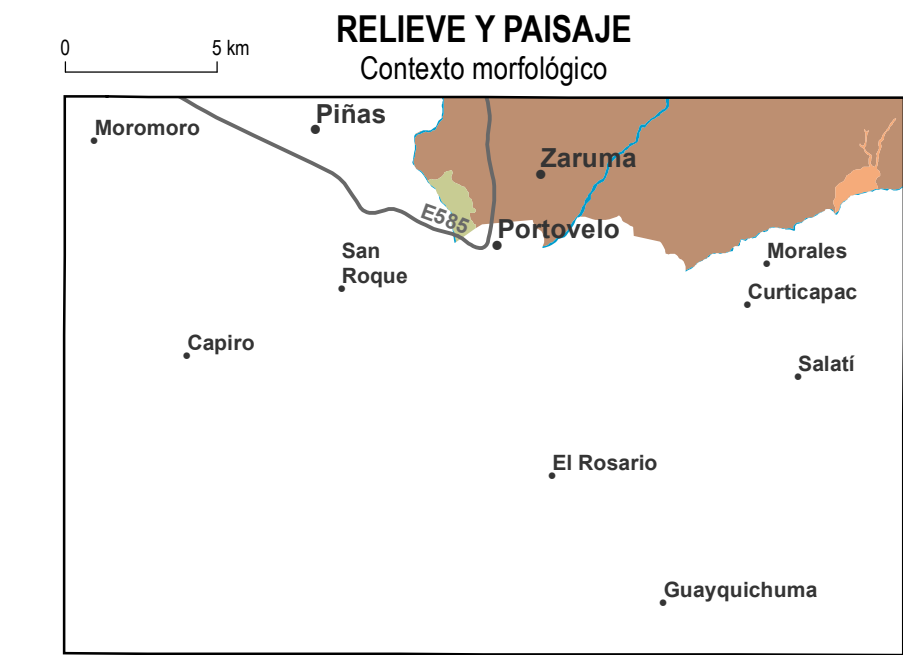 RELIEVE Y PAISAJE
Contexto morfológico
0
5 km
Piñas
Moromoro
Zaruma
E585
Portovelo
San
Roque
Morales
Curticapac
Capiro
Salatí
El Rosario
Guayquichuma